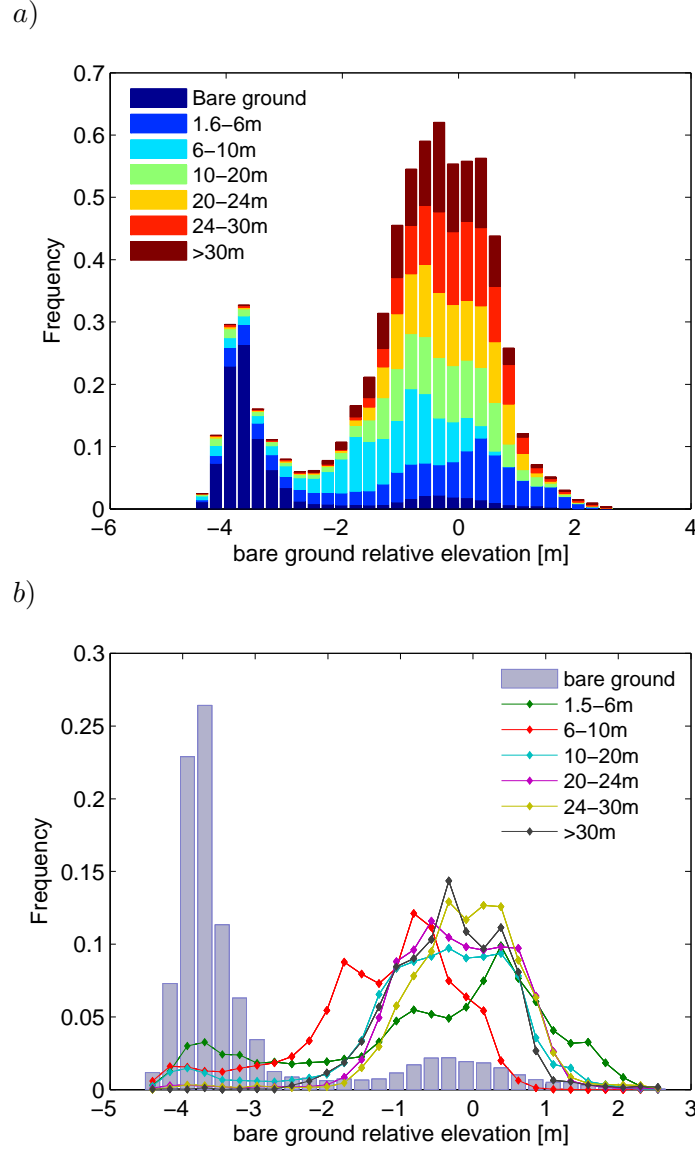 a)
0.7
0.6
0.5
0.4
0.3
0.2
0.1
0
Frequency
Bare ground
1.6−6m
6−10m
10−20m
20−24m
24−30m
>30m
−6 −4 −2 0 2 4
bare ground relative elevation [m]
b)
0.3
0.25
0.2
0.15
0.1
0.05
0
Frequency
bare ground
1.5−6m
6−10m
10−20m
20−24m
24−30m
>30m
−5 −4 −3 −2 −1 0 1 2 3
bare ground relative elevation [m]